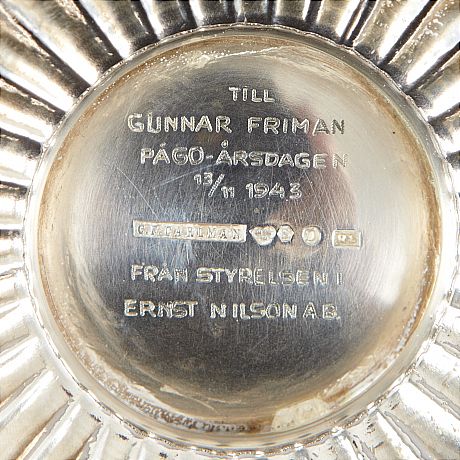 TILL
GUNNAR FRIMAN
PÅGO-ÅRSDAGEN
13/11 1943
FRÅN STYRELSEN I
ERNST NILSON A.B.